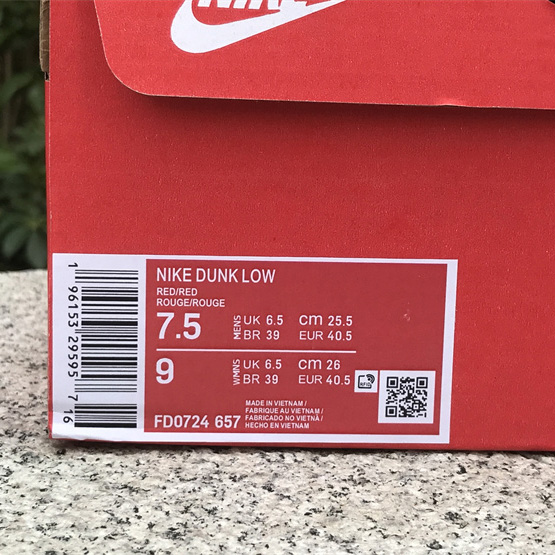 NIKE
1 96153 29595 7 16
NIKE DUNK LOW
RED/RED
ROUGE/ROUGE
7.5 MENS UK 6.5 cm 25.5
BR 39 EUR 40.5
9 WMNS UK 6.5 cm 26
BR 39 EUR 40.5
RFID
FD0724 657
MADE IN VIETNAM /
FABRIQUE AU VIETNAM /
FABRICADO NO VIETNÃ /
HECHO EN VIETNAM